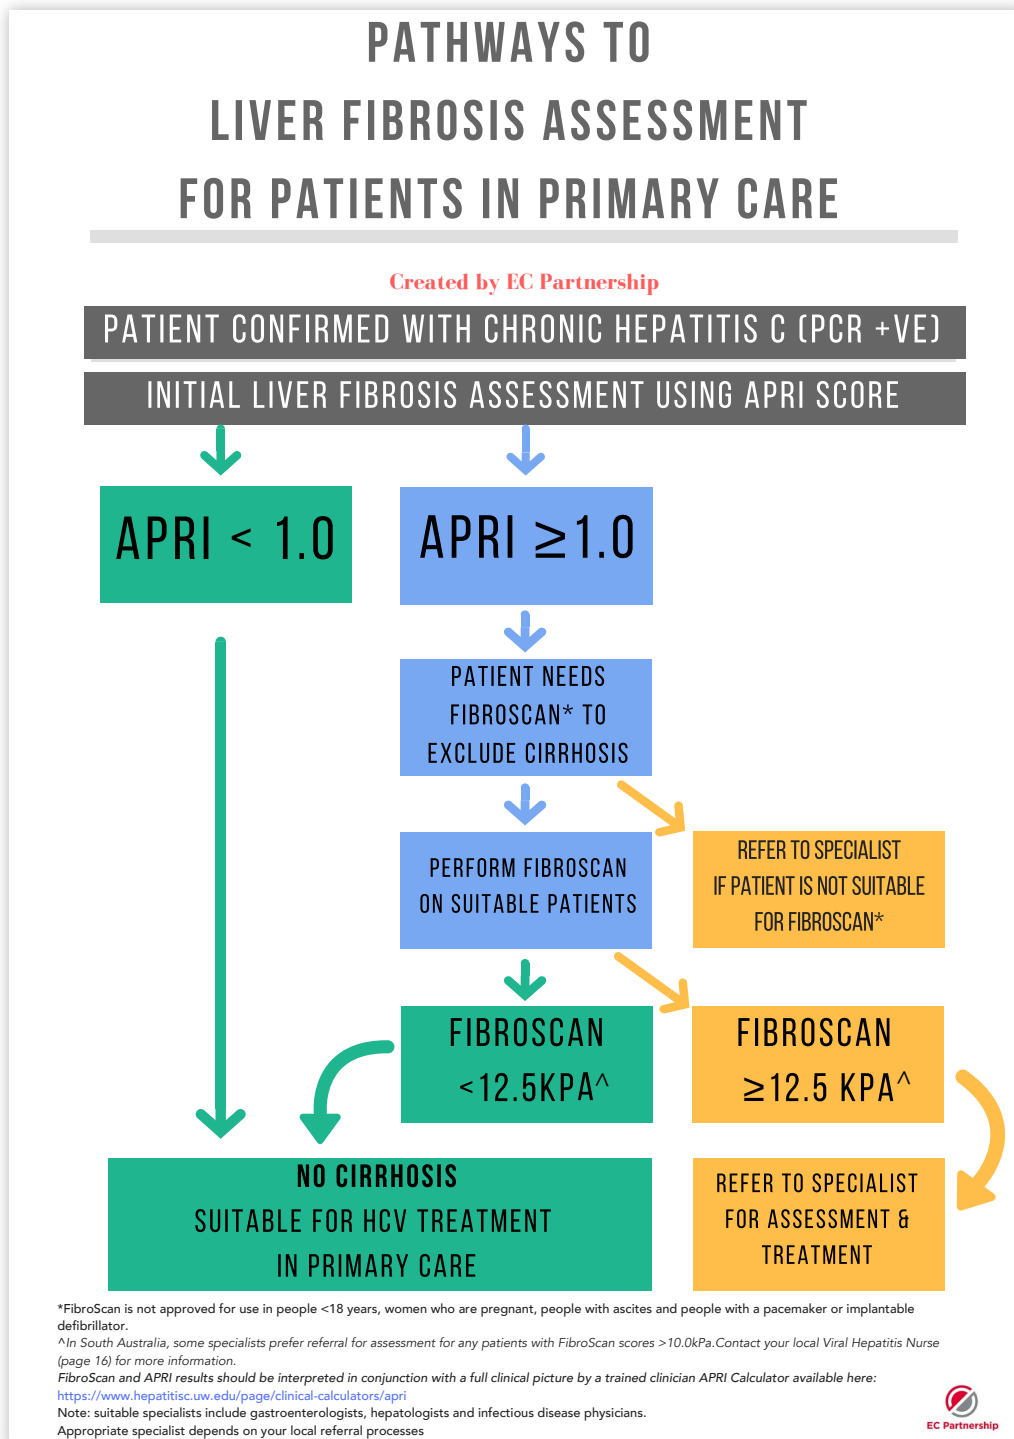 PATHWAYS TO
LIVER FIBROSIS ASSESSMENT
FOR PATIENTS IN PRIMARY CARE
Created by EC Partnership
PATIENT CONFIRMED WITH CHRONIC HEPATITIS C (PCR +VE)
INITIAL LIVER FIBROSIS ASSESSMENT USING APRI SCORE
APRI < 1.0
APRI ≥1.0
PATIENT NEEDS
FIBROSCAN* TO
EXCLUDE CIRRHOSIS
PERFORM FIBROSCAN
ON SUITABLE PATIENTS
REFER TO SPECIALIST
IF PATIENT IS NOT SUITABLE
FOR FIBROSCAN*
FIBROSCAN
<12.5KPA^
FIBROSCAN
≥12.5 KPA^
NO CIRRHOSIS
SUITABLE FOR HCV TREATMENT
IN PRIMARY CARE
REFER TO SPECIALIST
FOR ASSESSMENT &
TREATMENT
*FibroScan is not approved for use in people <18 years, women who are pregnant, people with ascites and people with a pacemaker or implantable
defibrillator.
^In South Australia, some specialists prefer referral for assessment for any patients with FibroScan scores >10.0kPa.Contact your local Viral Hepatitis Nurse
(page 16) for more information.
FibroScan and APRI results should be interpreted in conjunction with a full clinical picture by a trained clinician APRI Calculator available here:
https://www.hepatitisc.uw.edu/page/clinical-calculators/apri
Note: suitable specialists include gastroenterologists, hepatologists and infectious disease physicians.
Appropriate specialist depends on your local referral processes
EC Partnership